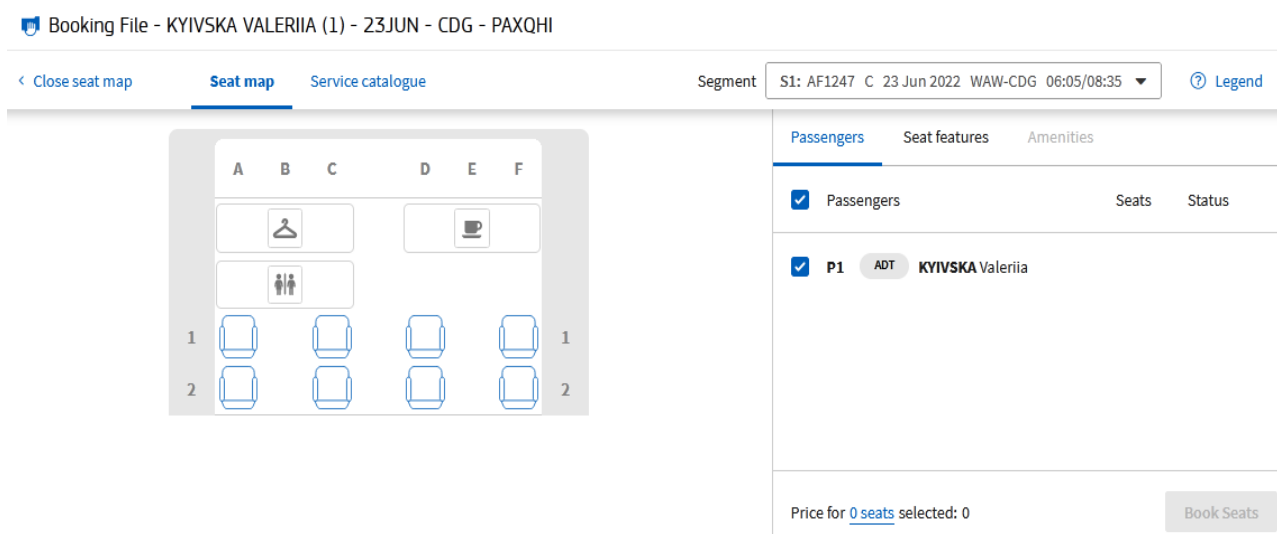 Booking File - KYIVSKA VALERIIA (1) - 23JUN - CDG - PAXQHI
Close seat map Seat map Service catalogue Segment S1: AF1247 C 23 Jun 2022 WAW-CDG 06:05/08:35 Legend
Passengers Seat features Amenities
A B C D E F
Passengers Seats Status
P1 ADT KYIVSKA Valeriia
1 1
2 2
Price for 0 seats selected: 0 Book Seats